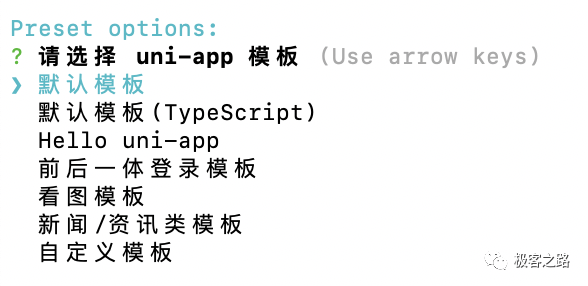 Preset options:
? 请选择 uni-app 模板 (Use arrow keys)
❯ 默认模板
默认模板(TypeScript)
Hello uni-app
前后一体登录模板
看图模板
新闻/资讯类模板
自定义模板
极客之路